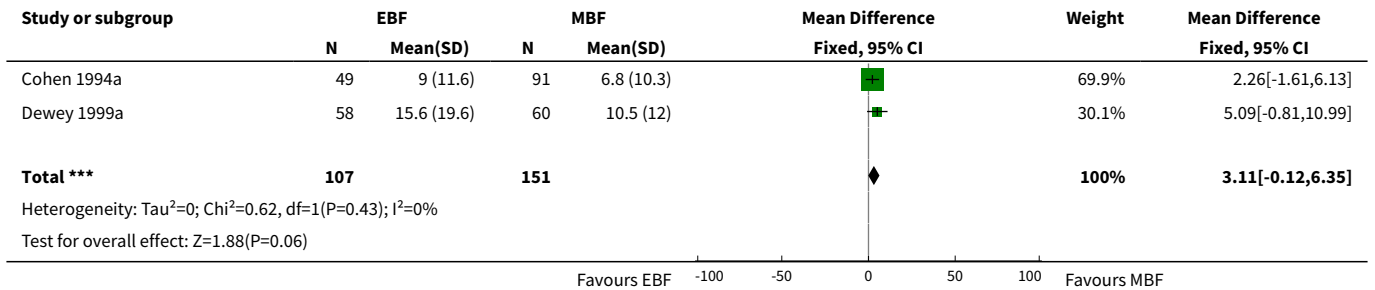 Study or subgroup EBF MBF Mean Difference Weight Mean Difference
N Mean(SD) N Mean(SD) Fixed, 95% CI Fixed, 95% CI
Cohen 1994a 49 9 (11.6) 91 6.8 (10.3) 69.9% 2.26[-1.61,6.13]
Dewey 1999a 58 15.6 (19.6) 60 10.5 (12) 30.1% 5.09[-0.81,10.99]
Total *** 107 151 100% 3.11[-0.12,6.35]
Heterogeneity: Tau²=0; Chi²=0.62, df=1(P=0.43); I²=0%
Test for overall effect: Z=1.88(P=0.06)
Favours EBF -100 -50 0 50 100 Favours MBF